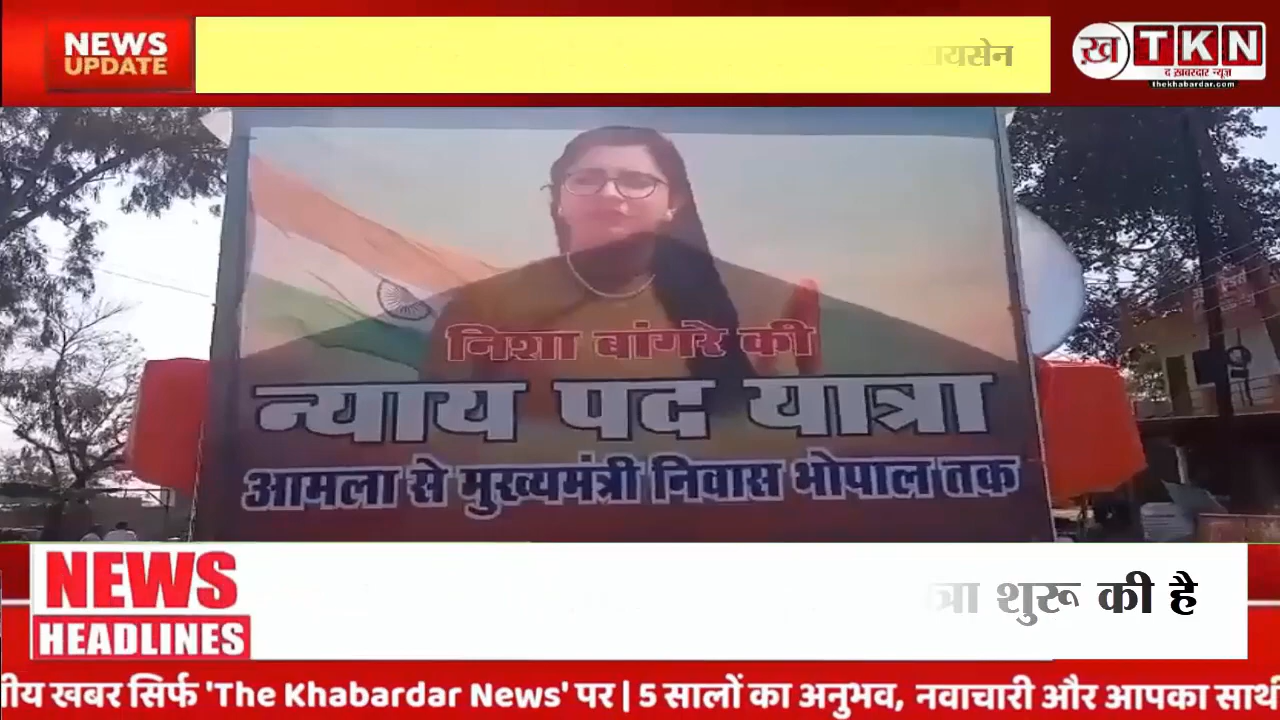 NEWS
UPDATE
रायसेन
ख़ TKN
द ख़बरदार न्यूज़
thekhabardar.com
निशा बांगरे की
न्याय पद यात्रा
आमला से मुख्यमंत्री निवास भोपाल तक
NEWS
HEADLINES
शुरू की है
खबर सिर्फ 'The Khabardar News' पर | 5 सालों का अनुभव, नवाचारी और आपका साथी